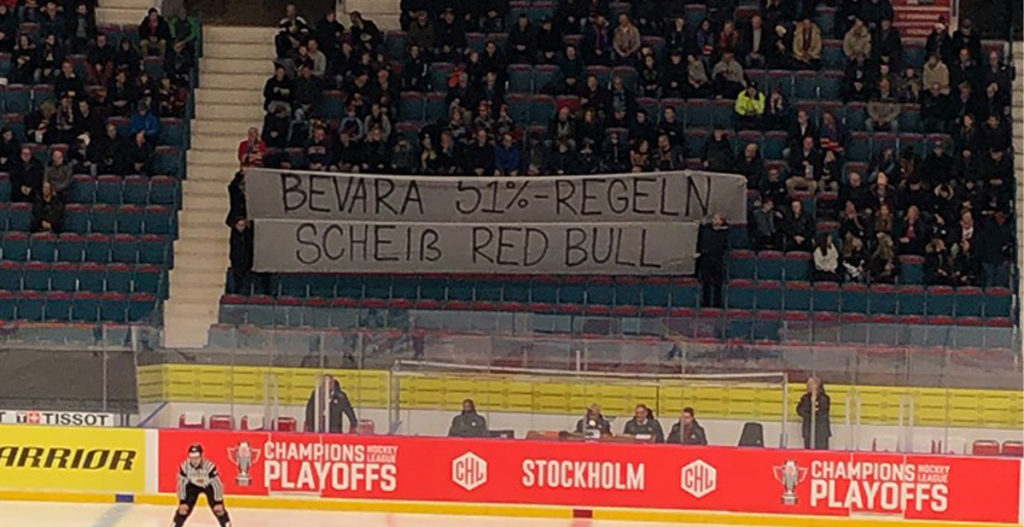 BEVARA 51%-REGELN
SCHEIß RED BULL
T TISSOT
ARRIOR
CHAMPIONS HOCKEY LEAGUE
PLAYOFFS
CHL
STOCKHOLM
CHL
CHAMPIONS HOCKEY LEAGUE
PLAYOFFS